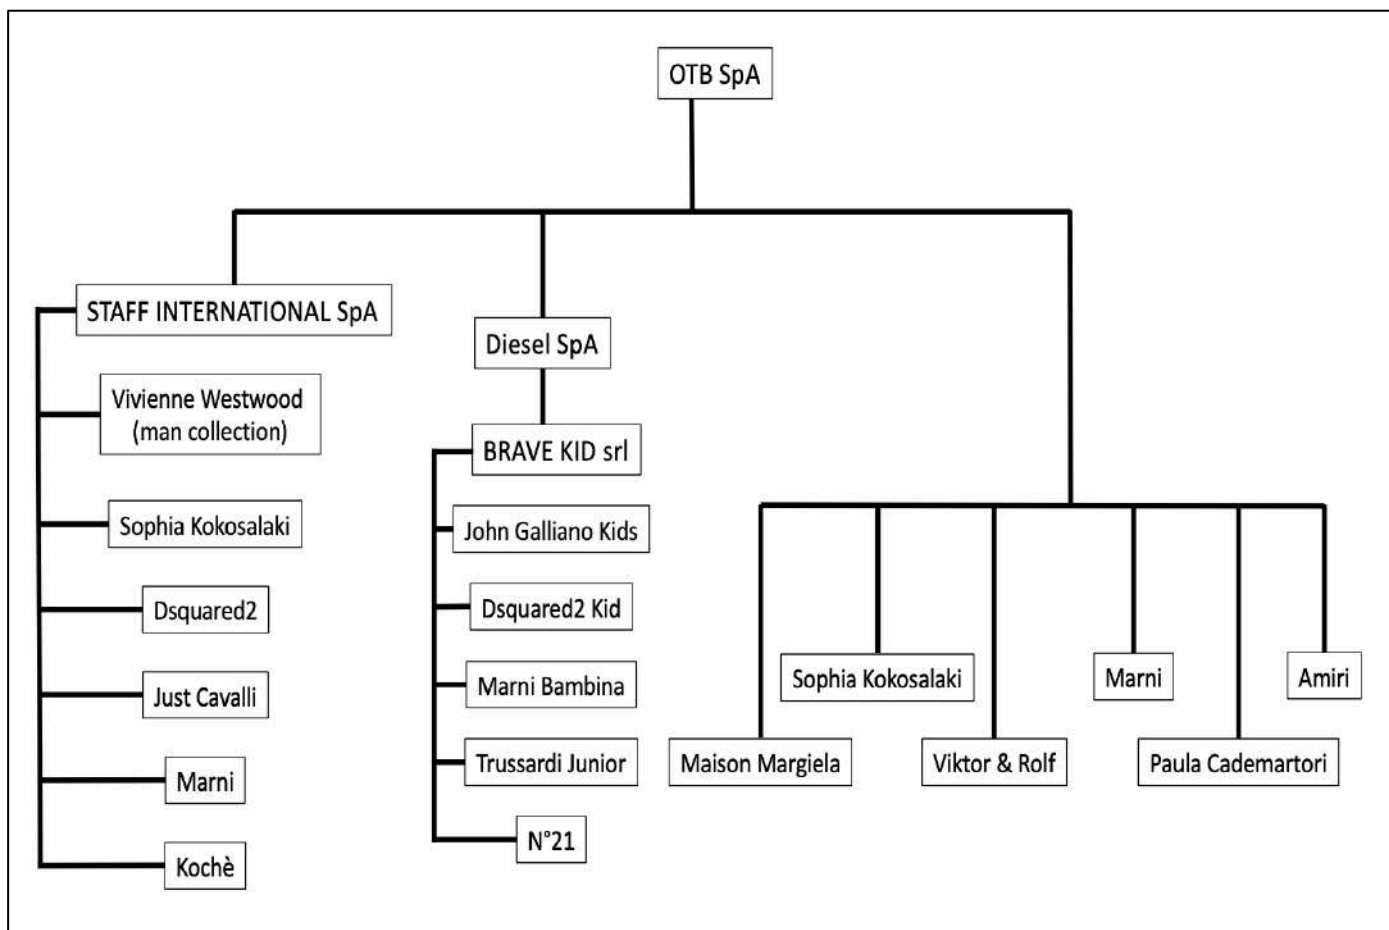 OTB SpA
STAFF INTERNATIONAL SpA
Vivienne Westwood
(man collection)
Sophia Kokosalaki
Dsquared2
Just Cavalli
Marni
Kochè
Diesel SpA
BRAVE KID srl
John Galliano Kids
Dsquared2 Kid
Marni Bambina
Trussardi Junior
N°21
Maison Margiela
Sophia Kokosalaki
Viktor & Rolf
Marni
Paula Cademartori
Amiri